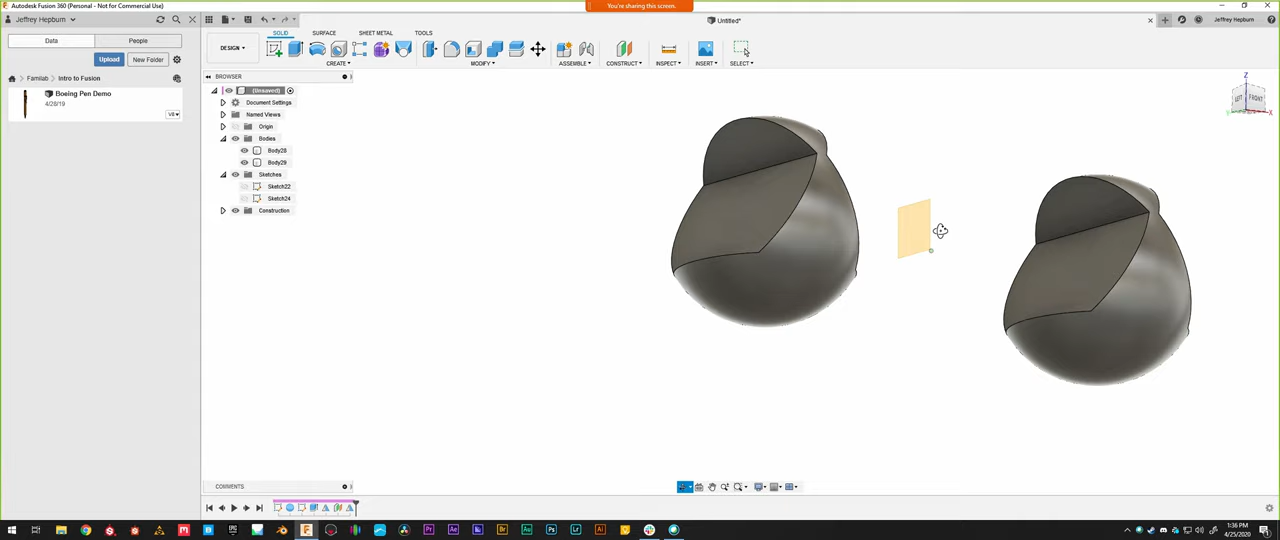 Autodesk Fusion 360 (Personal - Not for Commercial Use)
You're sharing this screen.
Jeffrey Hepburn
Untitled*
Jeffrey Hepburn
Data
People
SOLID
SURFACE
SHEET METAL
TOOLS
DESIGN
Upload
New Folder
CREATE
MODIFY
ASSEMBLE
CONSTRUCT
INSPECT
INSERT
SELECT
Familab
Intro to Fusion
BROWSER
Boeing Pen Demo
4/28/19
V8
(Unsaved)
Document Settings
Named Views
Origin
Bodies
Body28
Body29
Sketches
Sketch22
Sketch24
Construction
Z
LEFT
FRONT
Y
X
COMMENTS
1:36 PM
4/25/2020